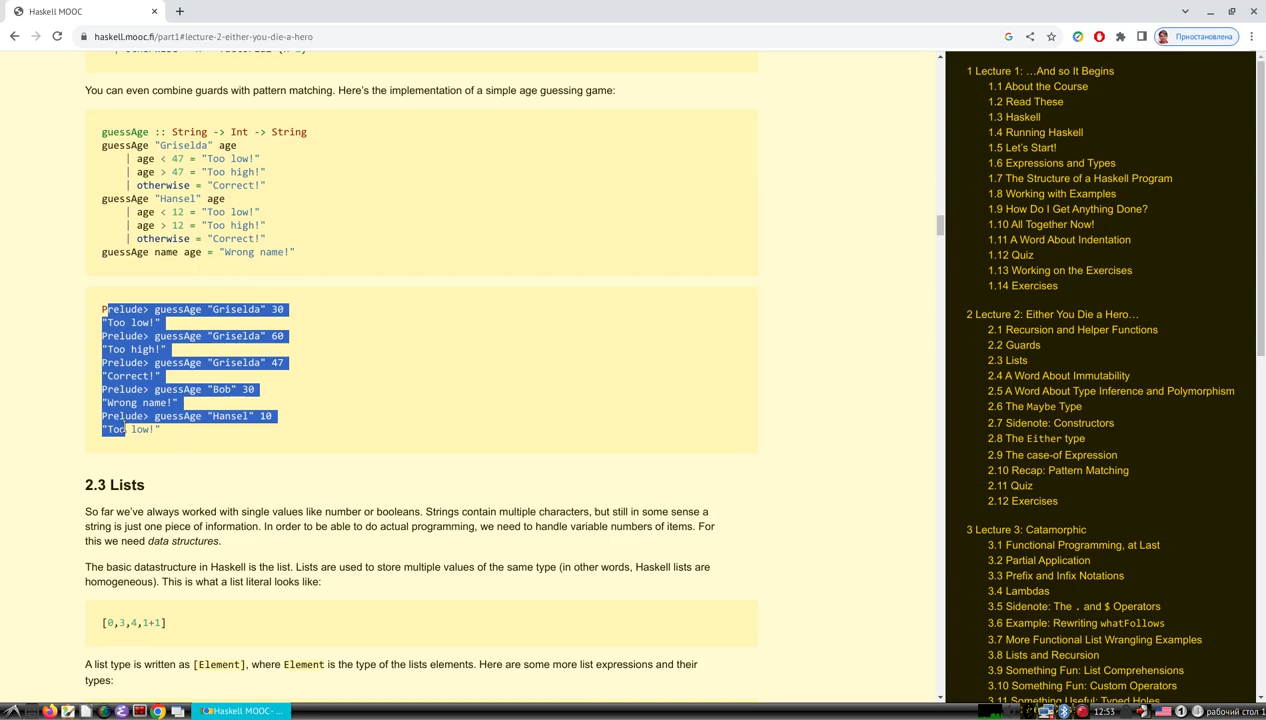 Haskell MOOC
haskell.mooc.fi/part1#lecture-2-either-you-die-a-hero
Приостановлена
You can even combine guards with pattern matching. Here's the implementation of a simple age guessing game:
guessAge :: String -> Int -> String
guessAge "Griselda" age
| age < 47 = "Too low!"
| age > 47 = "Too high!"
| otherwise = "Correct!"
guessAge "Hansel" age
| age < 12 = "Too low!"
| age > 12 = "Too high!"
| otherwise = "Correct!"
guessAge name age = "Wrong name!"
Prelude> guessAge "Griselda" 30
"Too low!"
Prelude> guessAge "Griselda" 60
"Too high!"
Prelude> guessAge "Griselda" 47
"Correct!"
Prelude> guessAge "Bob" 30
"Wrong name!"
Prelude> guessAge "Hansel" 10
"Too low!"
2.3 Lists
So far we've always worked with single values like number or booleans. Strings contain multiple characters, but still in some sense a
string is just one piece of information. In order to be able to do actual programming, we need to handle variable numbers of items. For
this we need data structures.
The basic datastructure in Haskell is the list. Lists are used to store multiple values of the same type (in other words, Haskell lists are
homogeneous). This is what a list literal looks like:
[0,3,4,1+1]
A list type is written as [Element], where Element is the type of the lists elements. Here are some more list expressions and their
types:
1 Lecture 1: …And so It Begins
1.1 About the Course
1.2 Read These
1.3 Haskell
1.4 Running Haskell
1.5 Let's Start!
1.6 Expressions and Types
1.7 The Structure of a Haskell Program
1.8 Working with Examples
1.9 How Do I Get Anything Done?
1.10 All Together Now!
1.11 A Word About Indentation
1.12 Quiz
1.13 Working on the Exercises
1.14 Exercises
2 Lecture 2: Either You Die a Hero…
2.1 Recursion and Helper Functions
2.2 Guards
2.3 Lists
2.4 A Word About Immutability
2.5 A Word About Type Inference and Polymorphism
2.6 The Maybe Type
2.7 Sidenote: Constructors
2.8 The Either type
2.9 The case-of Expression
2.10 Recap: Pattern Matching
2.11 Quiz
2.12 Exercises
3 Lecture 3: Catamorphic
3.1 Functional Programming, at Last
3.2 Partial Application
3.3 Prefix and Infix Notations
3.4 Lambdas
3.5 Sidenote: The . and $ Operators
3.6 Example: Rewriting whatFollows
3.7 More Functional List Wrangling Examples
3.8 Lists and Recursion
3.9 Something Fun: List Comprehensions
3.10 Something Fun: Custom Operators
3.11 Something Useful: Typed Holes
Haskell MOOC -
12:53
рабочий стол 1